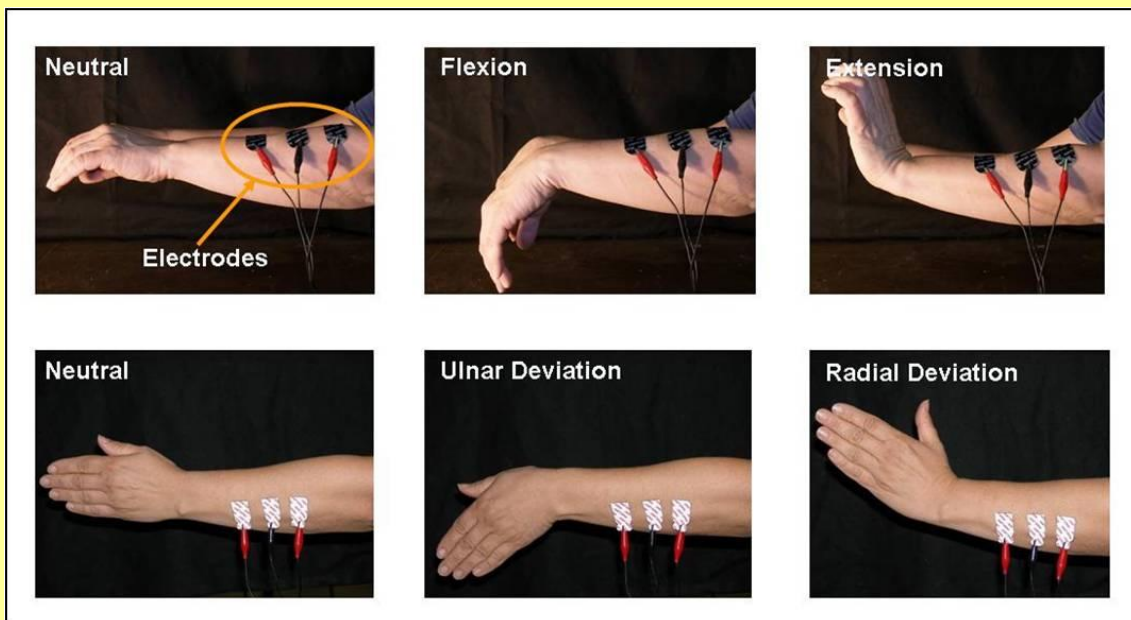 Neutral
Flexion
Extension
Electrodes
Neutral
Ulnar Deviation
Radial Deviation